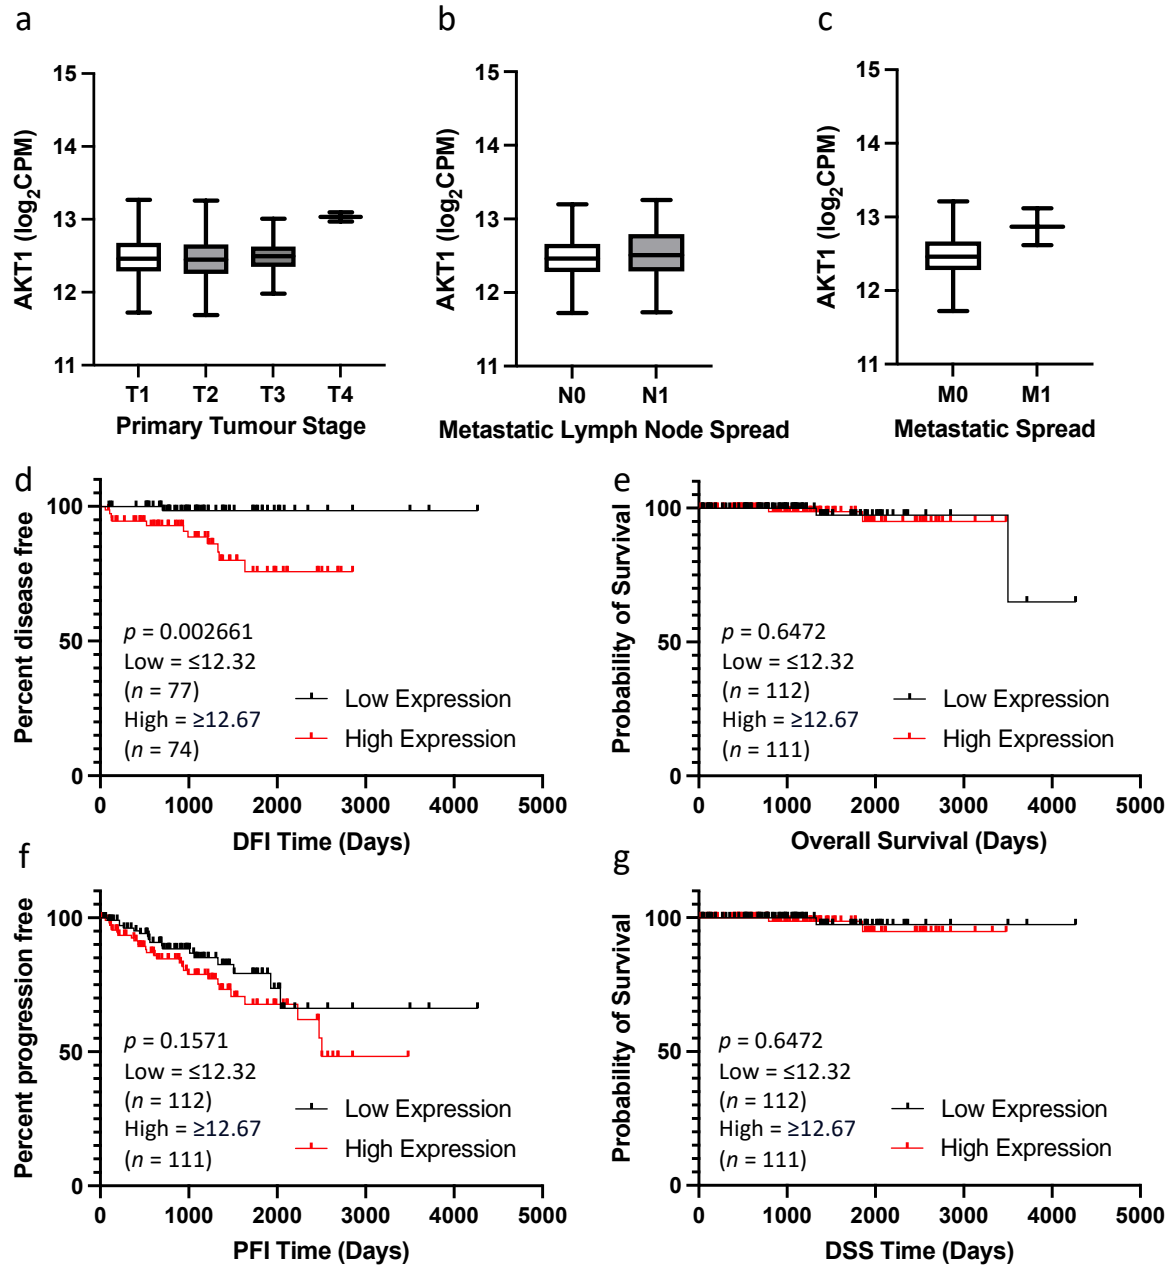 a
15
14
13
12
11
AKT1 (log2CPM)
T1 T2 T3 T4
Primary Tumour Stage
b
15
14
13
12
11
AKT1 (log2CPM)
N0 N1
Metastatic Lymph Node Spread
c
15
14
13
12
11
AKT1 (log2CPM)
M0 M1
Metastatic Spread
d
100
50
0
Percent disease free
p = 0.002661
Low = ≤12.32
(n = 77)
High = ≥12.67
(n = 74)
Low Expression
High Expression
0 1000 2000 3000 4000 5000
DFI Time (Days)
e
100
50
0
Probability of Survival
p = 0.6472
Low = ≤12.32
(n = 112)
High = ≥12.67
(n = 111)
Low Expression
High Expression
0 1000 2000 3000 4000 5000
Overall Survival (Days)
f
100
50
0
Percent progression free
p = 0.1571
Low = ≤12.32
(n = 112)
High = ≥12.67
(n = 111)
Low Expression
High Expression
0 1000 2000 3000 4000 5000
PFI Time (Days)
g
100
50
0
Probability of Survival
p = 0.6472
Low = ≤12.32
(n = 112)
High = ≥12.67
(n = 111)
Low Expression
High Expression
0 1000 2000 3000 4000 5000
DSS Time (Days)